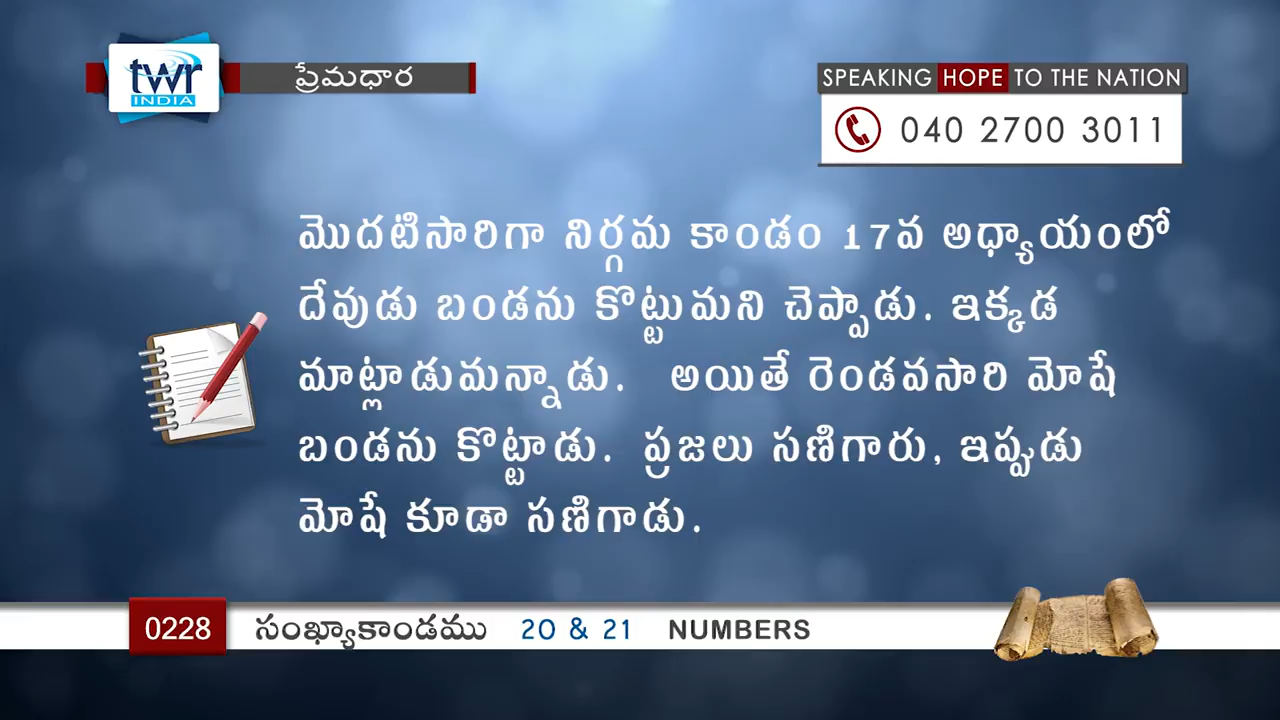 twr
INDIA
ప్రేమధార
SPEAKING HOPE TO THE NATION
040 2700 3011
మొదటిసారిగా నిర్గమ కాండం 17వ అధ్యాయంలో
దేవుడు బండను కొట్టుమని చెప్పాడు. ఇక్కడ
మాట్లాడుమన్నాడు. అయితే రెండవసారి మోషే
బండను కొట్టాడు. ప్రజలు సణిగారు, ఇప్పుడు
మోషే కూడా సణిగాడు.
0228 సంఖ్యాకాండము 20 & 21 NUMBERS